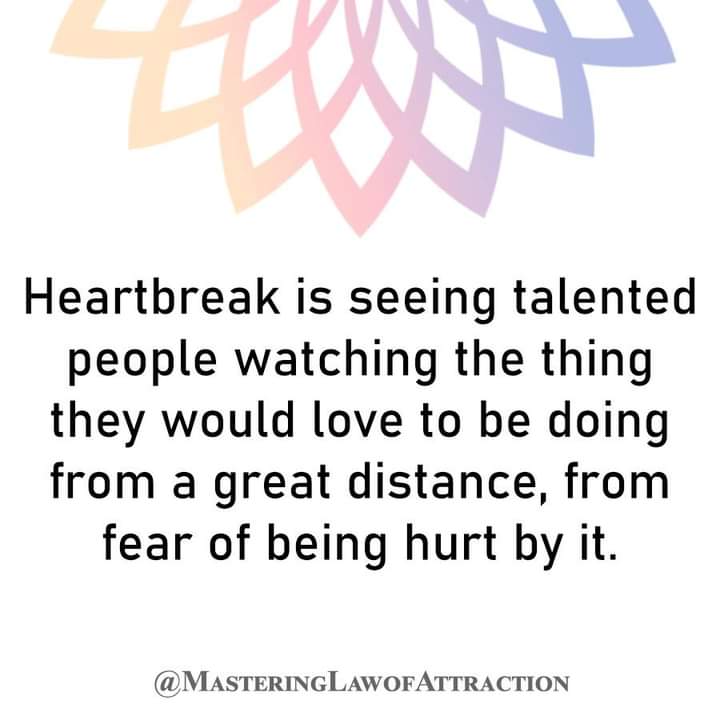 Heartbreak is seeing talented
people watching the thing
they would love to be doing
from a great distance, from
fear of being hurt by it.
@MasteringLawofAttraction